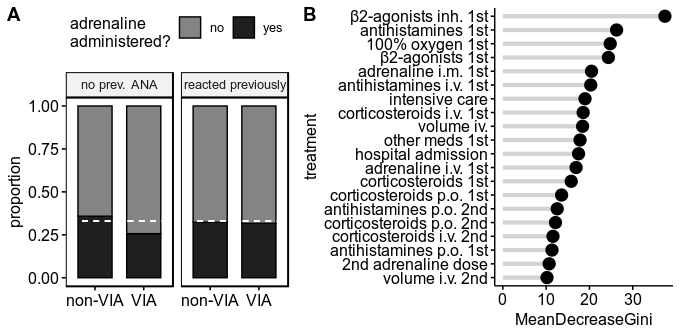 A
adrenaline
administered?
no
yes
no prev. ANA
reacted previously
proportion
1.00
0.75
0.50
0.25
0.00
non-VIA
VIA
non-VIA
VIA
B
treatment
β2-agonists inh. 1st
antihistamines 1st
100% oxygen 1st
β2-agonists 1st
adrenaline i.m. 1st
antihistamines i.v. 1st
intensive care
corticosteroids i.v. 1st
volume iv.
other meds 1st
hospital admission
adrenaline i.v. 1st
corticosteroids 1st
corticosteroids p.o. 1st
antihistamines p.o. 2nd
corticosteroids p.o. 2nd
corticosteroids i.v. 2nd
antihistamines p.o. 1st
2nd adrenaline dose
volume i.v. 2nd
0
10
20
30
MeanDecreaseGini